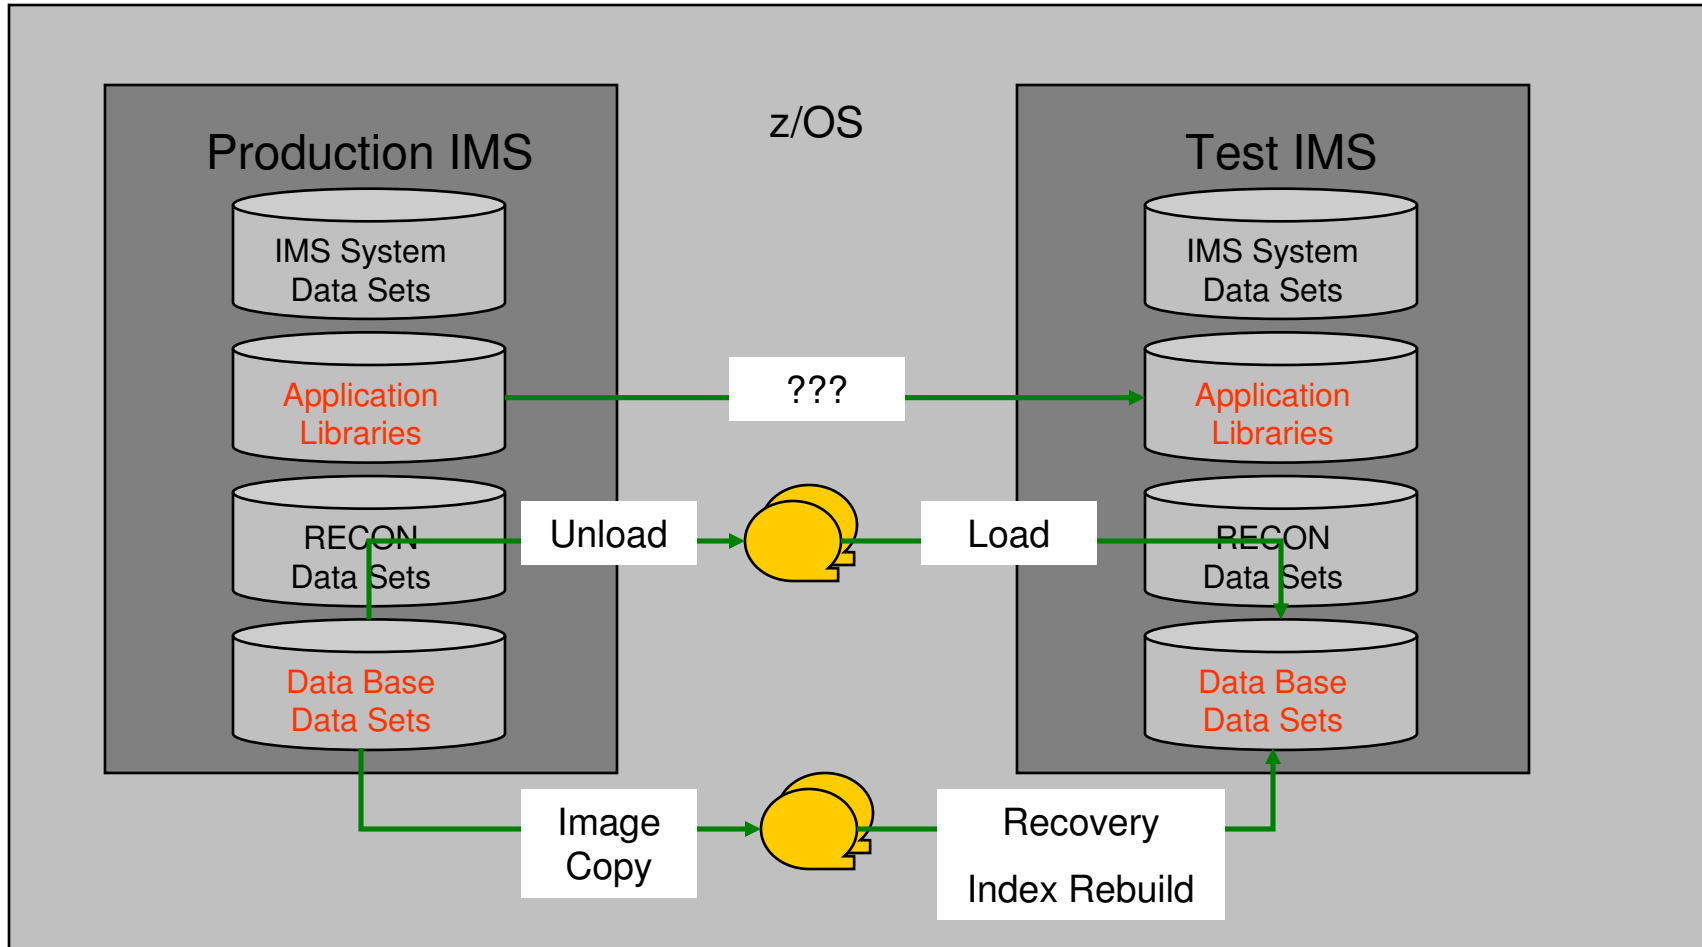 z/OS
Production IMS
IMS System
Data Sets
Application
Libraries
RECON
Data Sets
Data Base
Data Sets
???
Unload
Load
Image
Copy
Recovery
Index Rebuild
Test IMS
IMS System
Data Sets
Application
Libraries
RECON
Data Sets
Data Base
Data Sets